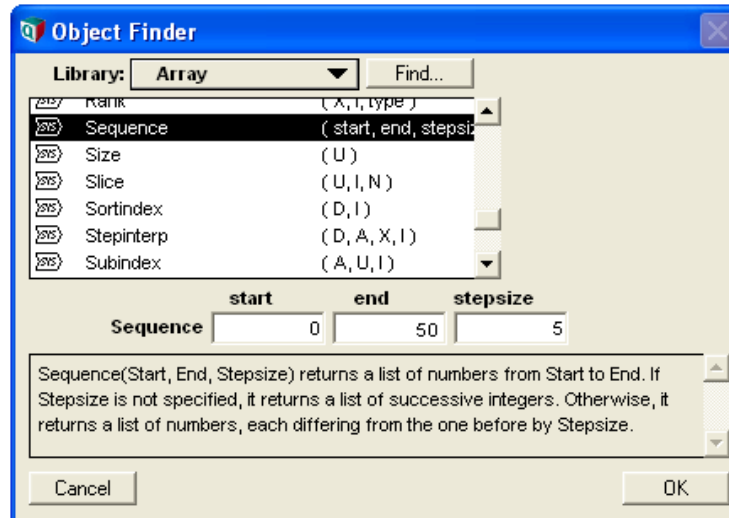 Object Finder
Library: Array Find...
Rank ( X, I, type )
Sequence ( start, end, stepsiz
Size ( U )
Slice ( U, I, N )
Sortindex ( D, I )
Stepinterp ( D, A, X, I )
Subindex ( A, U, I )
start end stepsize
Sequence 0 50 5
Sequence(Start, End, Stepsize) returns a list of numbers from Start to End. If
Stepsize is not specified, it returns a list of successive integers. Otherwise, it
returns a list of numbers, each differing from the one before by Stepsize.
Cancel OK